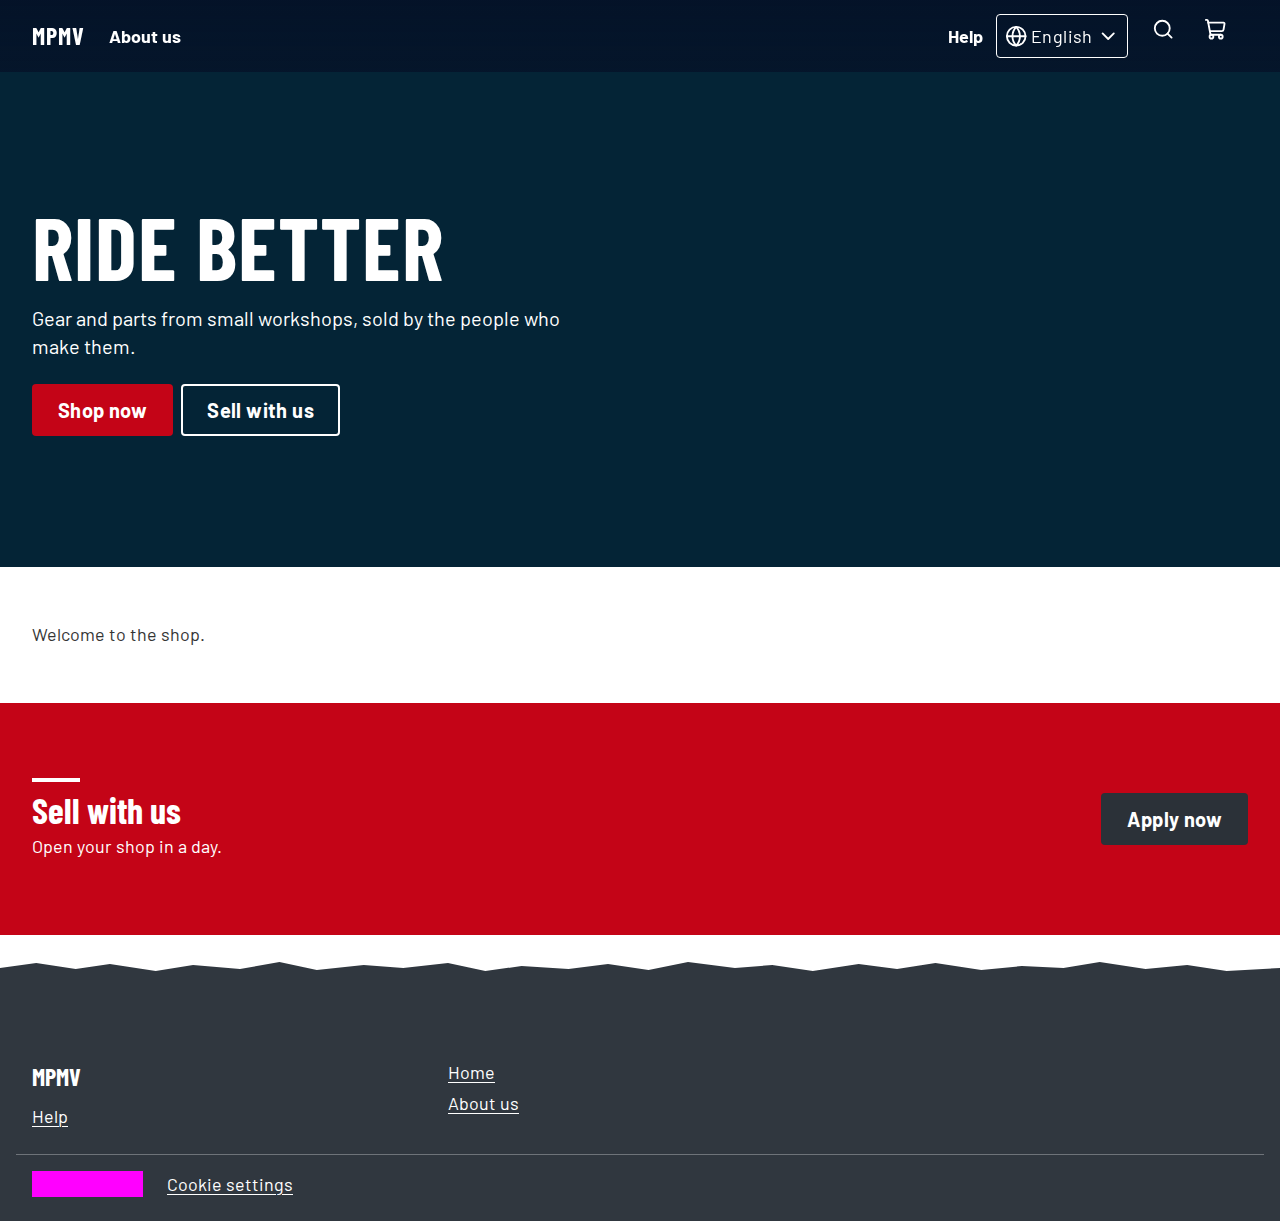 MPMV
About us
Help
English
RIDE BETTER
Gear and parts from small workshops, sold by the people who
make them.
Shop now
Sell with us
Welcome to the shop.
Sell with us
Open your shop in a day.
Apply now
MPMV
Help
Home
About us
Cookie settings